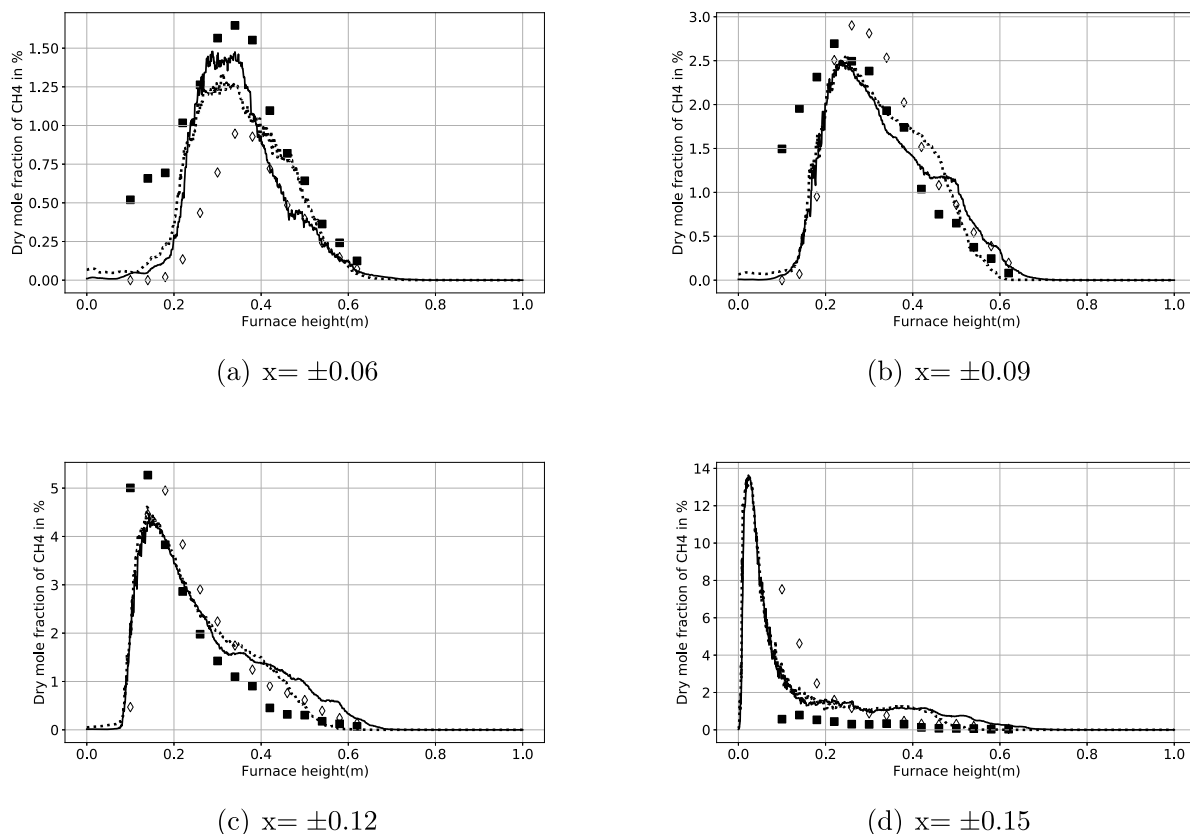 Dry mole fraction of CH4 in %
1.50
1.25
1.00
0.75
0.50
0.25
0.00
0.0 0.2 0.4 0.6 0.8 1.0
Furnace height(m)
(a) x= ±0.06
Dry mole fraction of CH4 in %
3.0
2.5
2.0
1.5
1.0
0.5
0.0
0.0 0.2 0.4 0.6 0.8 1.0
Furnace height(m)
(b) x= ±0.09
Dry mole fraction of CH4 in %
5
4
3
2
1
0
0.0 0.2 0.4 0.6 0.8 1.0
Furnace height(m)
(c) x= ±0.12
Dry mole fraction of CH4 in %
14
12
10
8
6
4
2
0
0.0 0.2 0.4 0.6 0.8 1.0
Furnace height(m)
(d) x= ±0.15